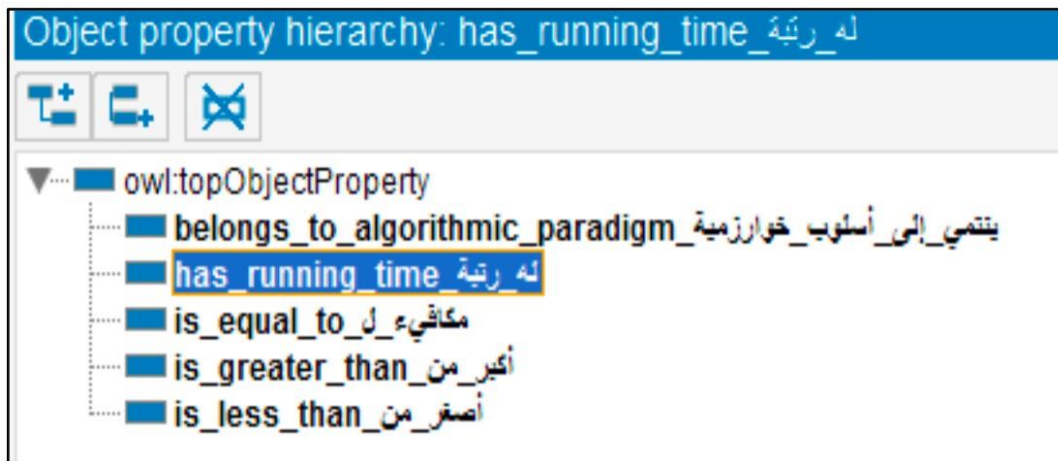 Object property hierarchy: has_running_time_له_رتبة
owl:topObjectProperty
belongs_to_algorithmic_paradigm_ينتمي_إلى_أسلوب_خوارزمية
has_running_time_له_رتبة
is_equal_to_مكافيء_ل
is_greater_than_أكبر_من
is_less_than_أصغر_من